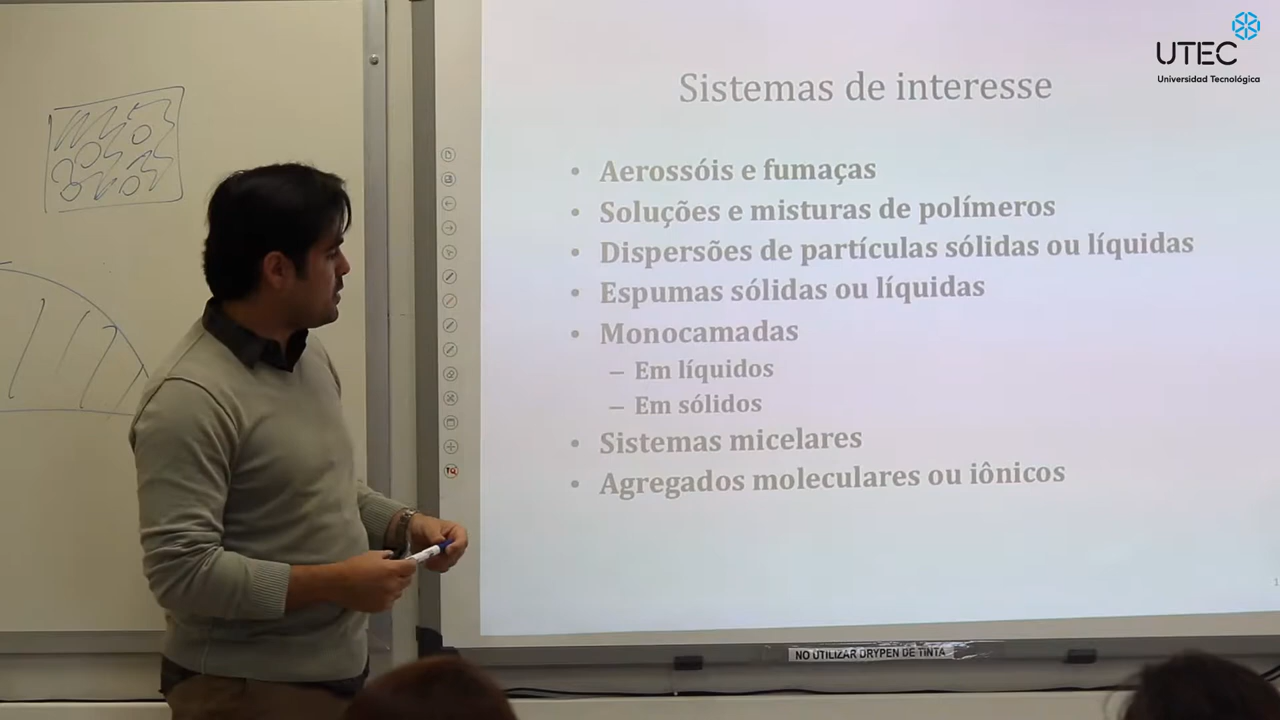 UTEC
Universidad Tecnológica
Sistemas de interesse
• Aerossóis e fumaças
• Soluções e misturas de polímeros
• Dispersões de partículas sólidas ou líquidas
• Espumas sólidas ou líquidas
• Monocamadas
– Em líquidos
– Em sólidos
• Sistemas micelares
• Agregados moleculares ou iônicos
1
NO UTILIZAR DRYPEN DE TINTA